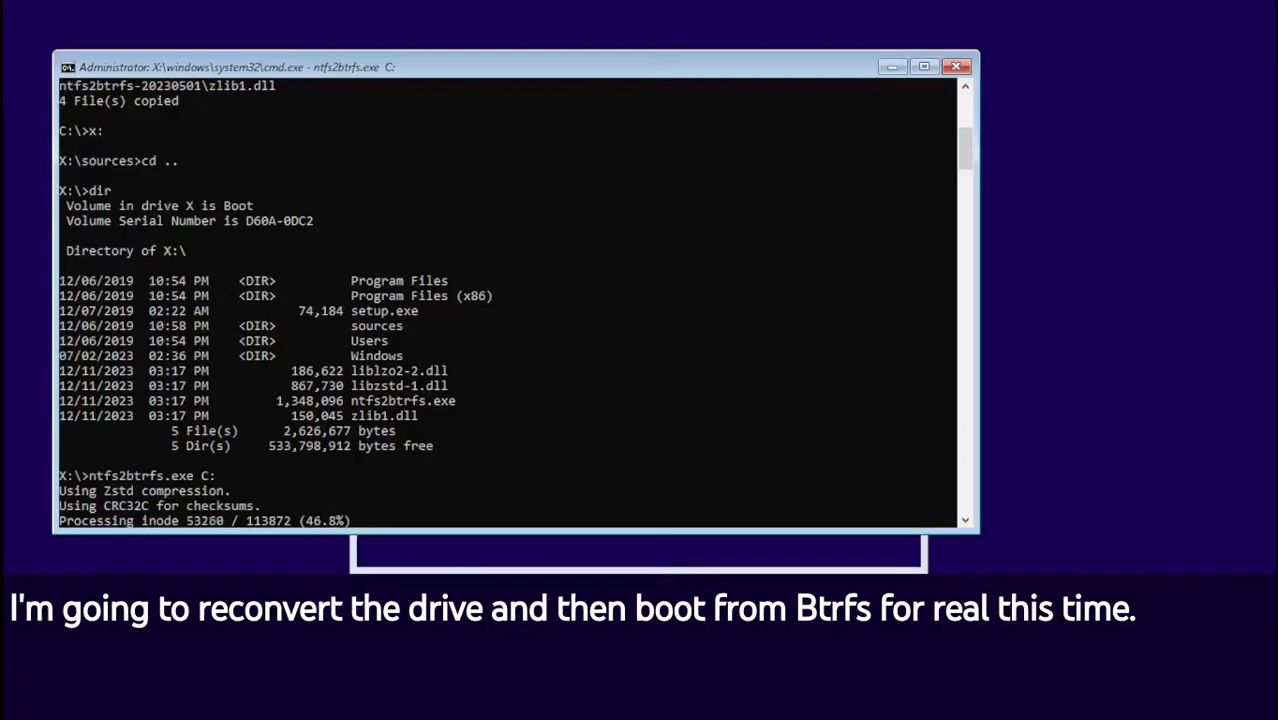 Administrator: X:\windows\system32\cmd.exe - ntfs2btrfs.exe C:
ntfs2btrfs-20230501\zlib1.dll
4 File(s) copied
C:\>x:
X:\sources>cd ..
X:\>dir
Volume in drive X is Boot
Volume Serial Number is D60A-0DC2
Directory of X:\
12/06/2019 10:54 PM <DIR> Program Files
12/06/2019 10:54 PM <DIR> Program Files (x86)
12/07/2019 02:22 AM 74,184 setup.exe
12/06/2019 10:58 PM <DIR> sources
12/06/2019 10:54 PM <DIR> Users
07/02/2023 02:36 PM <DIR> Windows
12/11/2023 03:17 PM 186,622 liblzo2-2.dll
12/11/2023 03:17 PM 867,730 libzstd-1.dll
12/11/2023 03:17 PM 1,348,096 ntfs2btrfs.exe
12/11/2023 03:17 PM 150,045 zlib1.dll
5 File(s) 2,626,677 bytes
5 Dir(s) 533,798,912 bytes free
X:\>ntfs2btrfs.exe C:
Using Zstd compression.
Using CRC32C for checksums.
Processing inode 53260 / 113872 (46.8%)
I'm going to reconvert the drive and then boot from Btrfs for real this time.